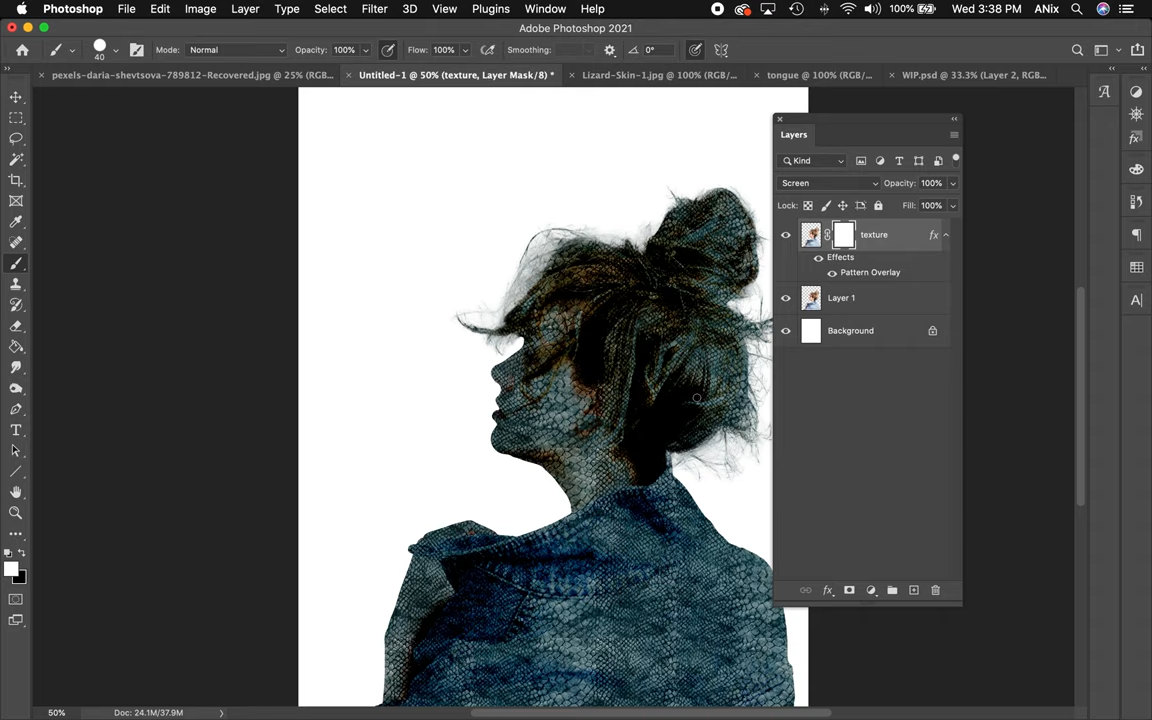 Photoshop File Edit Image Layer Type Select Filter 3D View Plugins Window Help 100% Wed 3:38 PM ANix
Adobe Photoshop 2021
40 Mode: Normal Opacity: 100% Flow: 100% Smoothing: 0°
pexels-daria-shevtsova-789812-Recovered.jpg @ 25% (RGB... Untitled-1 @ 50% (texture, Layer Mask/8) * Lizard-Skin-1.jpg @ 100% (RGB/... tongue @ 100% (RGB/... WIP.psd @ 33.3% (Layer 2, RGB...
Layers
Kind
Screen Opacity: 100%
Lock: Fill: 100%
texture fx
Effects
Pattern Overlay
Layer 1
Background
fx
50% Doc: 24.1M/37.9M